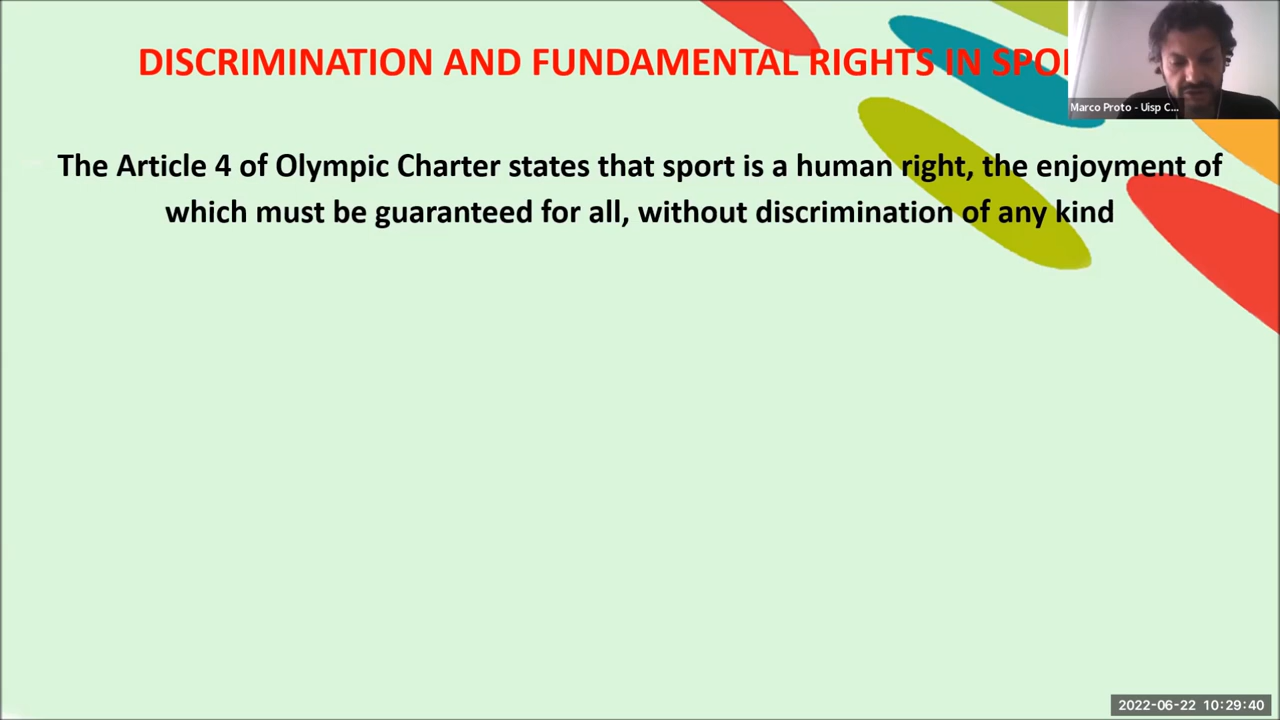 DISCRIMINATION AND FUNDAMENTAL RIGHTS IN
Marco Proto - Uisp C...
The Article 4 of Olympic Charter states that sport is a human right, the enjoyment of
which must be guaranteed for all, without discrimination of any kind
2022-06-22 10:29:40